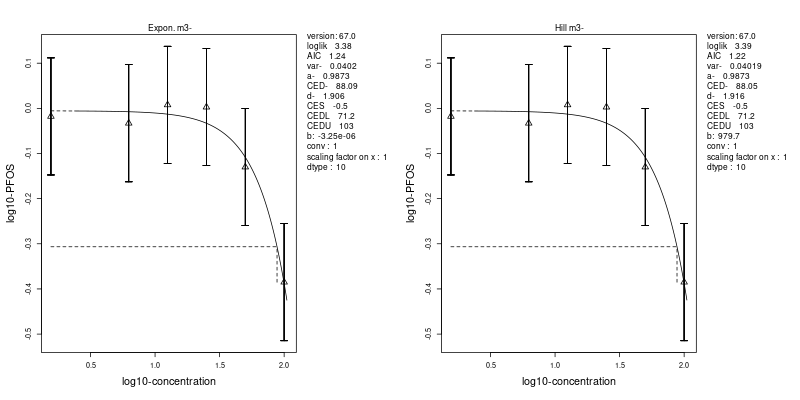 Expon. m3-
version: 67.0
loglik 3.38
AIC 1.24
var- 0.0402
a- 0.9873
CED- 88.09
d- 1.906
CES -0.5
CEDL 71.2
CEDU 103
b: -3.25e-06
conv : 1
scaling factor on x : 1
dtype : 10
log10-PFOS
0.1
0.0
-0.1
-0.2
-0.3
-0.4
-0.5
0.5
1.0
1.5
2.0
log10-concentration
Hill m3-
version: 67.0
loglik 3.39
AIC 1.22
var- 0.04019
a- 0.9873
CED- 88.05
d- 1.916
CES -0.5
CEDL 71.2
CEDU 103
b: 979.7
conv : 1
scaling factor on x : 1
dtype : 10
log10-PFOS
0.1
0.0
-0.1
-0.2
-0.3
-0.4
-0.5
0.5
1.0
1.5
2.0
log10-concentration